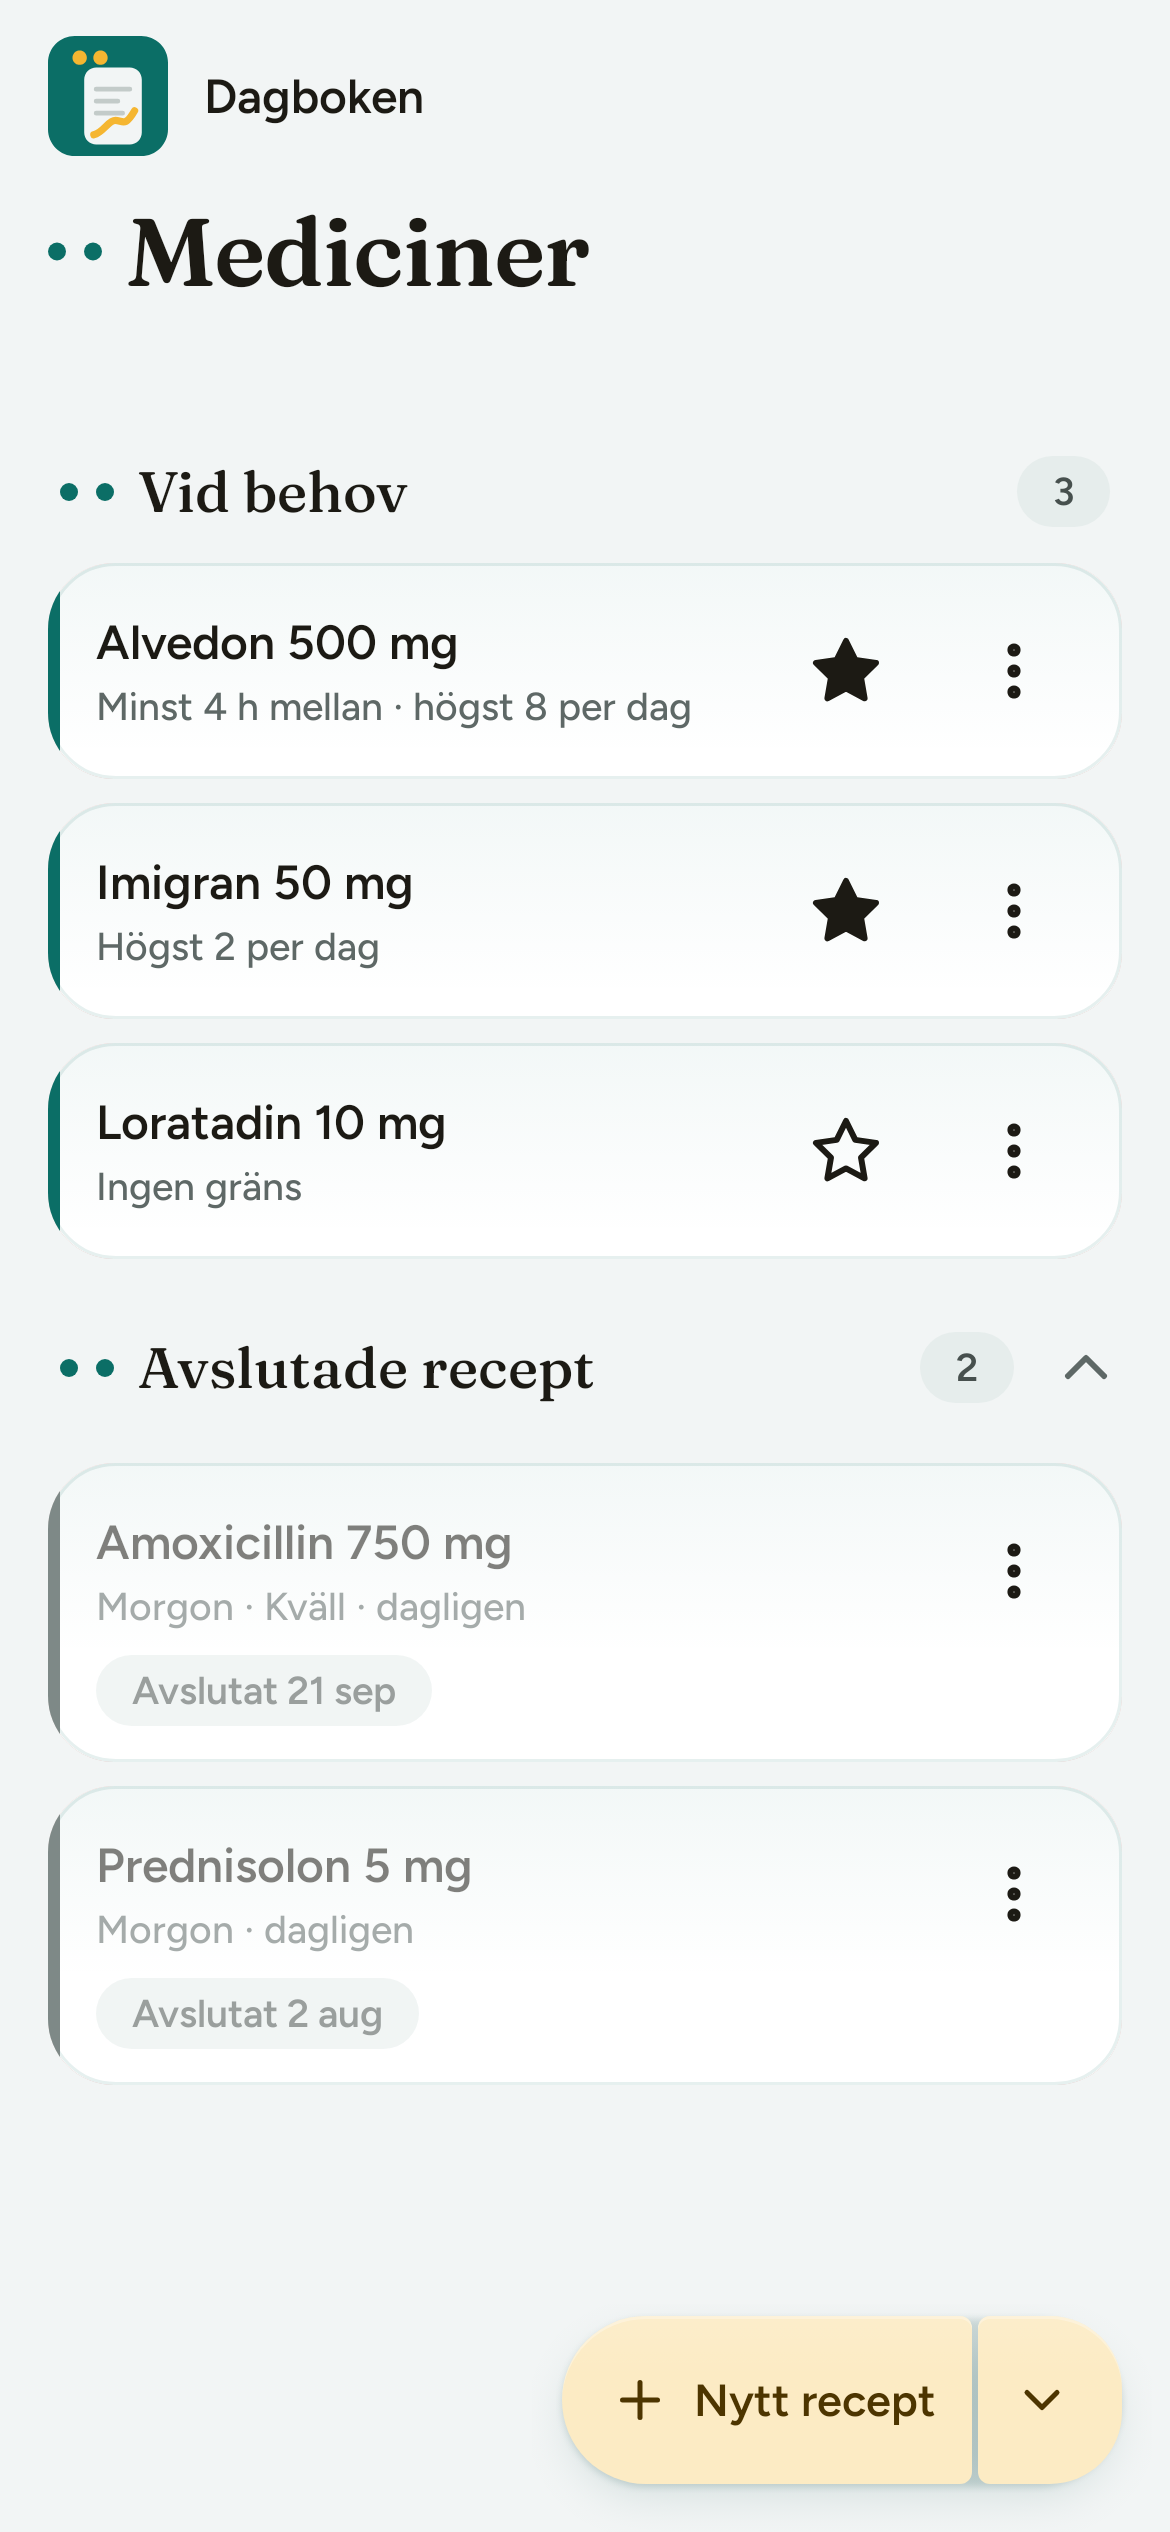 Dagboken
Mediciner
Vid behov
3
Alvedon 500 mg
Minst 4 h mellan · högst 8 per dag
Imigran 50 mg
Högst 2 per dag
Loratadin 10 mg
Ingen gräns
Avslutade recept
2
Amoxicillin 750 mg
Morgon · Kväll · dagligen
Avslutat 21 sep
Prednisolon 5 mg
Morgon · dagligen
Avslutat 2 aug
Nytt recept